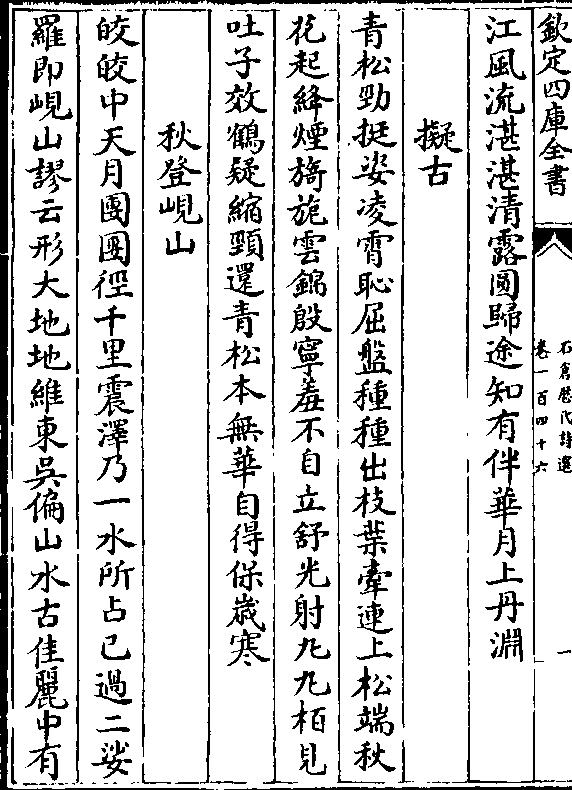 欽定四庫全書
石倉歷代詩選
卷一百四十六
一
江風流湛湛清露圓歸途知有伴華月上丹淵
擬古
青松勁挺姿凌霄恥屈盤種種出枝葉牽連上松端秋
花起絳煙旖旎雲錦殷寧羞不自立舒光射九九柏見
吐子效鶴疑縮頸還青松本無華自得保歳寒
秋登峴山
皎皎中天月團團徑千里震澤乃一水所占已過二娑
羅即峴山謬云形大地地維東吳偏山水古佳麗中有